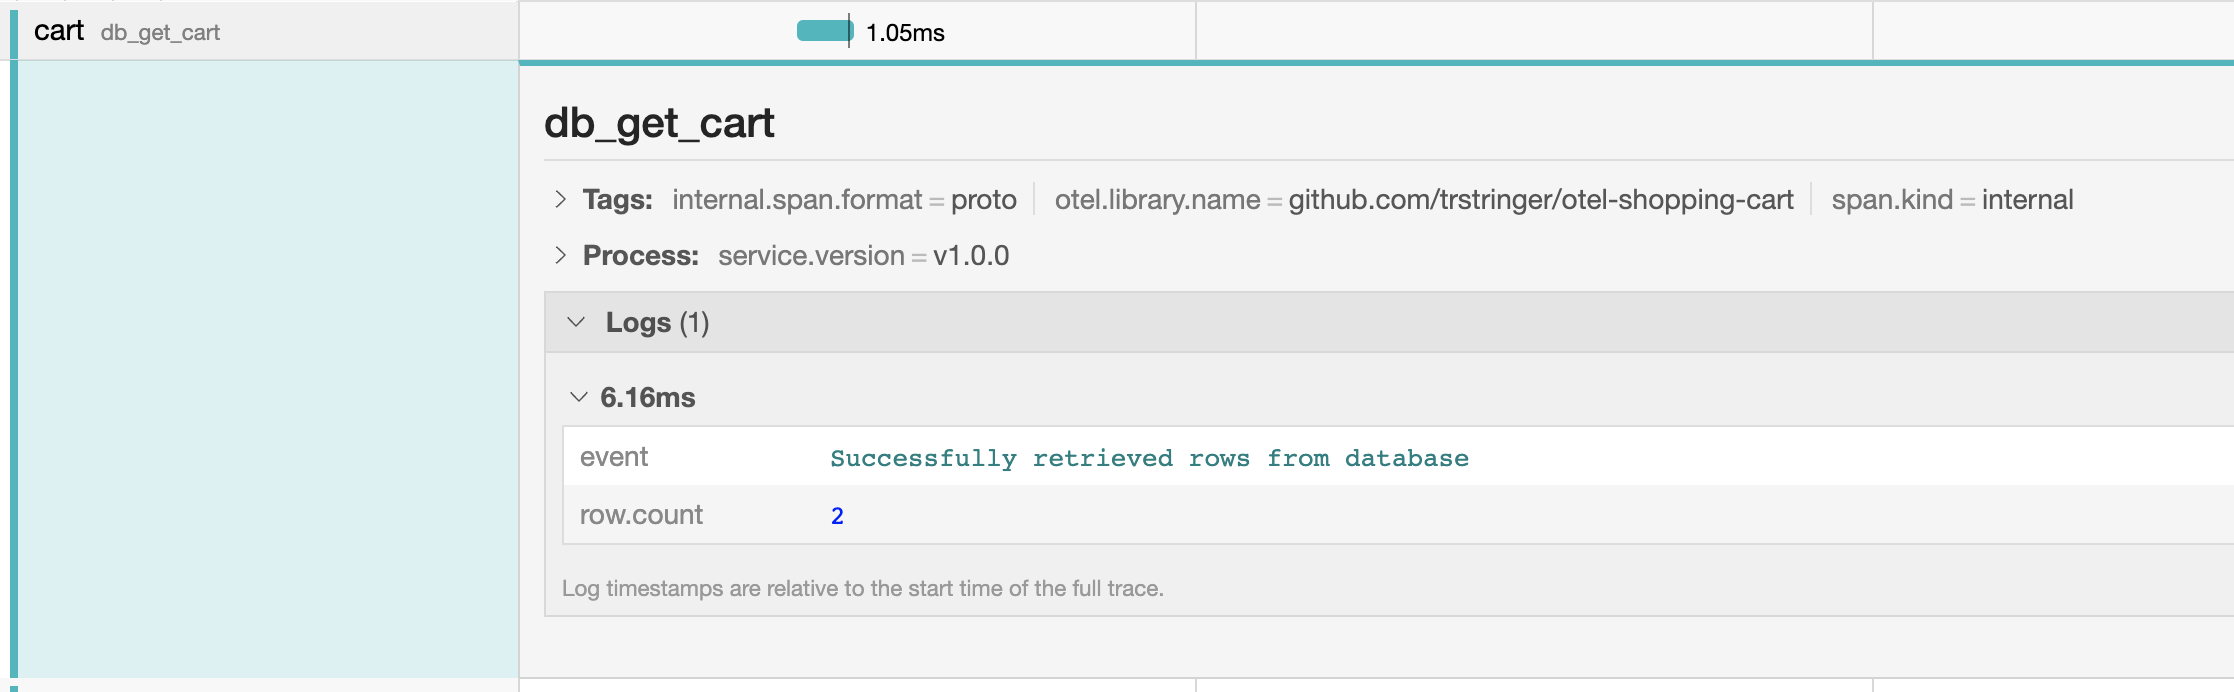 cart db_get_cart 1.05ms
db_get_cart
Tags: internal.span.format = proto otel.library.name = github.com/trstringer/otel-shopping-cart span.kind = internal
Process: service.version = v1.0.0
Logs (1)
6.16ms
event Successfully retrieved rows from database
row.count 2
Log timestamps are relative to the start time of the full trace.